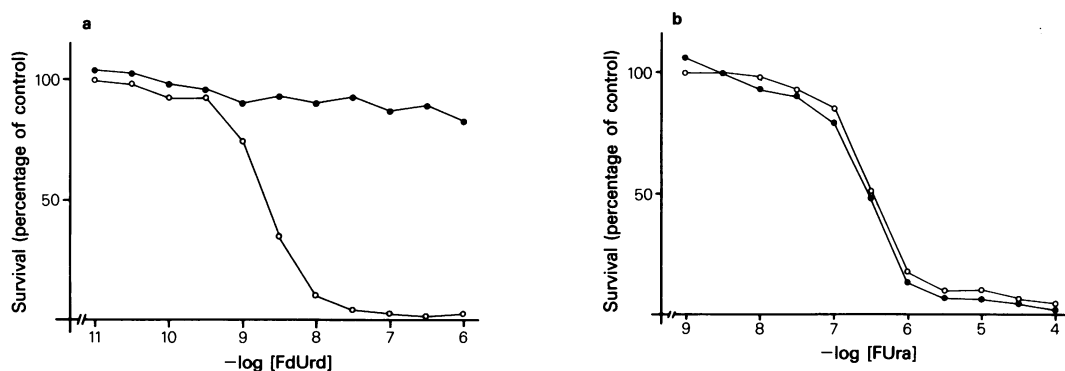 a
Survival (percentage of control)
100
50
11 10 9 8 7 6
−log [FdUrd]
b
Survival (percentage of control)
100
50
9 8 7 6 5 4
−log [FUra]